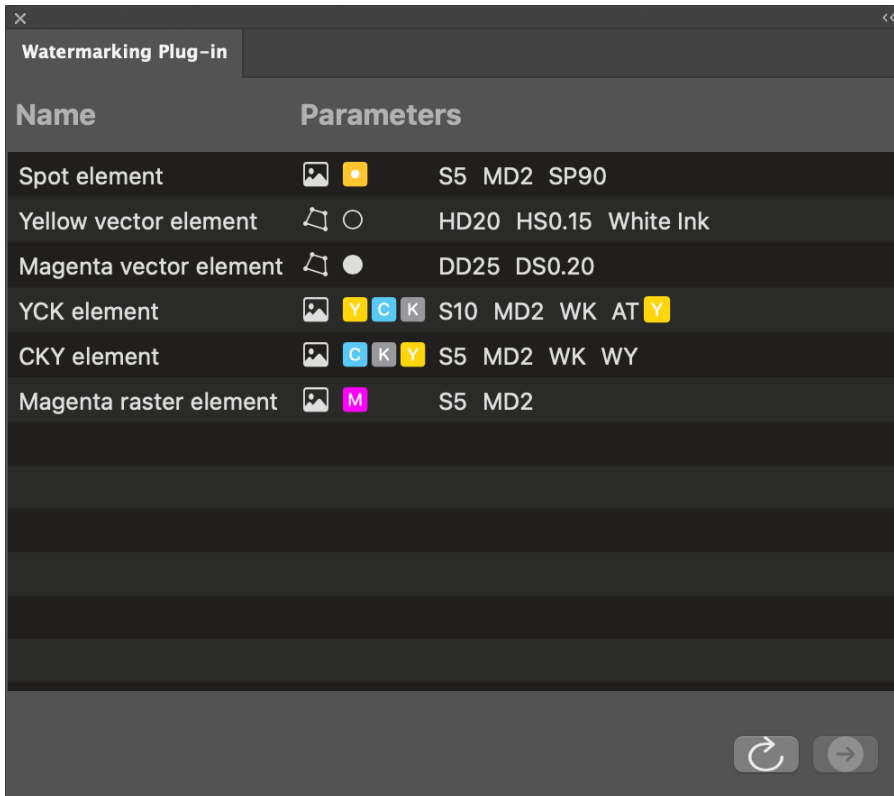 Watermarking Plug-in
Name Parameters
Spot element S5 MD2 SP90
Yellow vector element HD20 HS0.15 White Ink
Magenta vector element DD25 DS0.20
YCK element Y C K S10 MD2 WK AT Y
CKY element C K Y S5 MD2 WK WY
Magenta raster element M S5 MD2